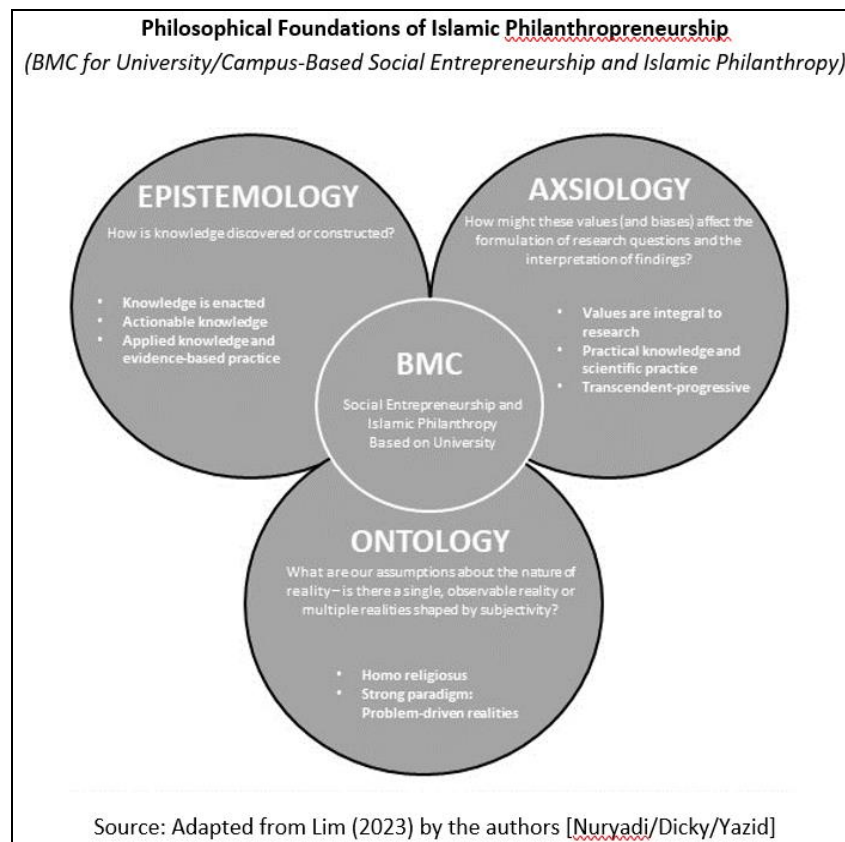 Philosophical Foundations of Islamic Philanthropreneurship
(BMC for University/Campus-Based Social Entrepreneurship and Islamic Philanthropy)
EPISTEMOLOGY
How is knowledge discovered or constructed?
• Knowledge is enacted
• Actionable knowledge
• Applied knowledge and
evidence-based practice
AXSIOLOGY
How might these values (and biases) affect the
formulation of research questions and the
interpretation of findings?
• Values are integral to
research
• Practical knowledge and
scientific practice
• Transcendent-progressive
BMC
Social Entrepreneurship and
Islamic Philanthropy
Based on University
ONTOLOGY
What are our assumptions about the nature of
reality– is there a single, observable reality or
multiple realities shaped by subjectivity?
• Homo religiosus
• Strong paradigm:
Problem-driven realities
Source: Adapted from Lim (2023) by the authors [Nuryadi/Dicky/Yazid]